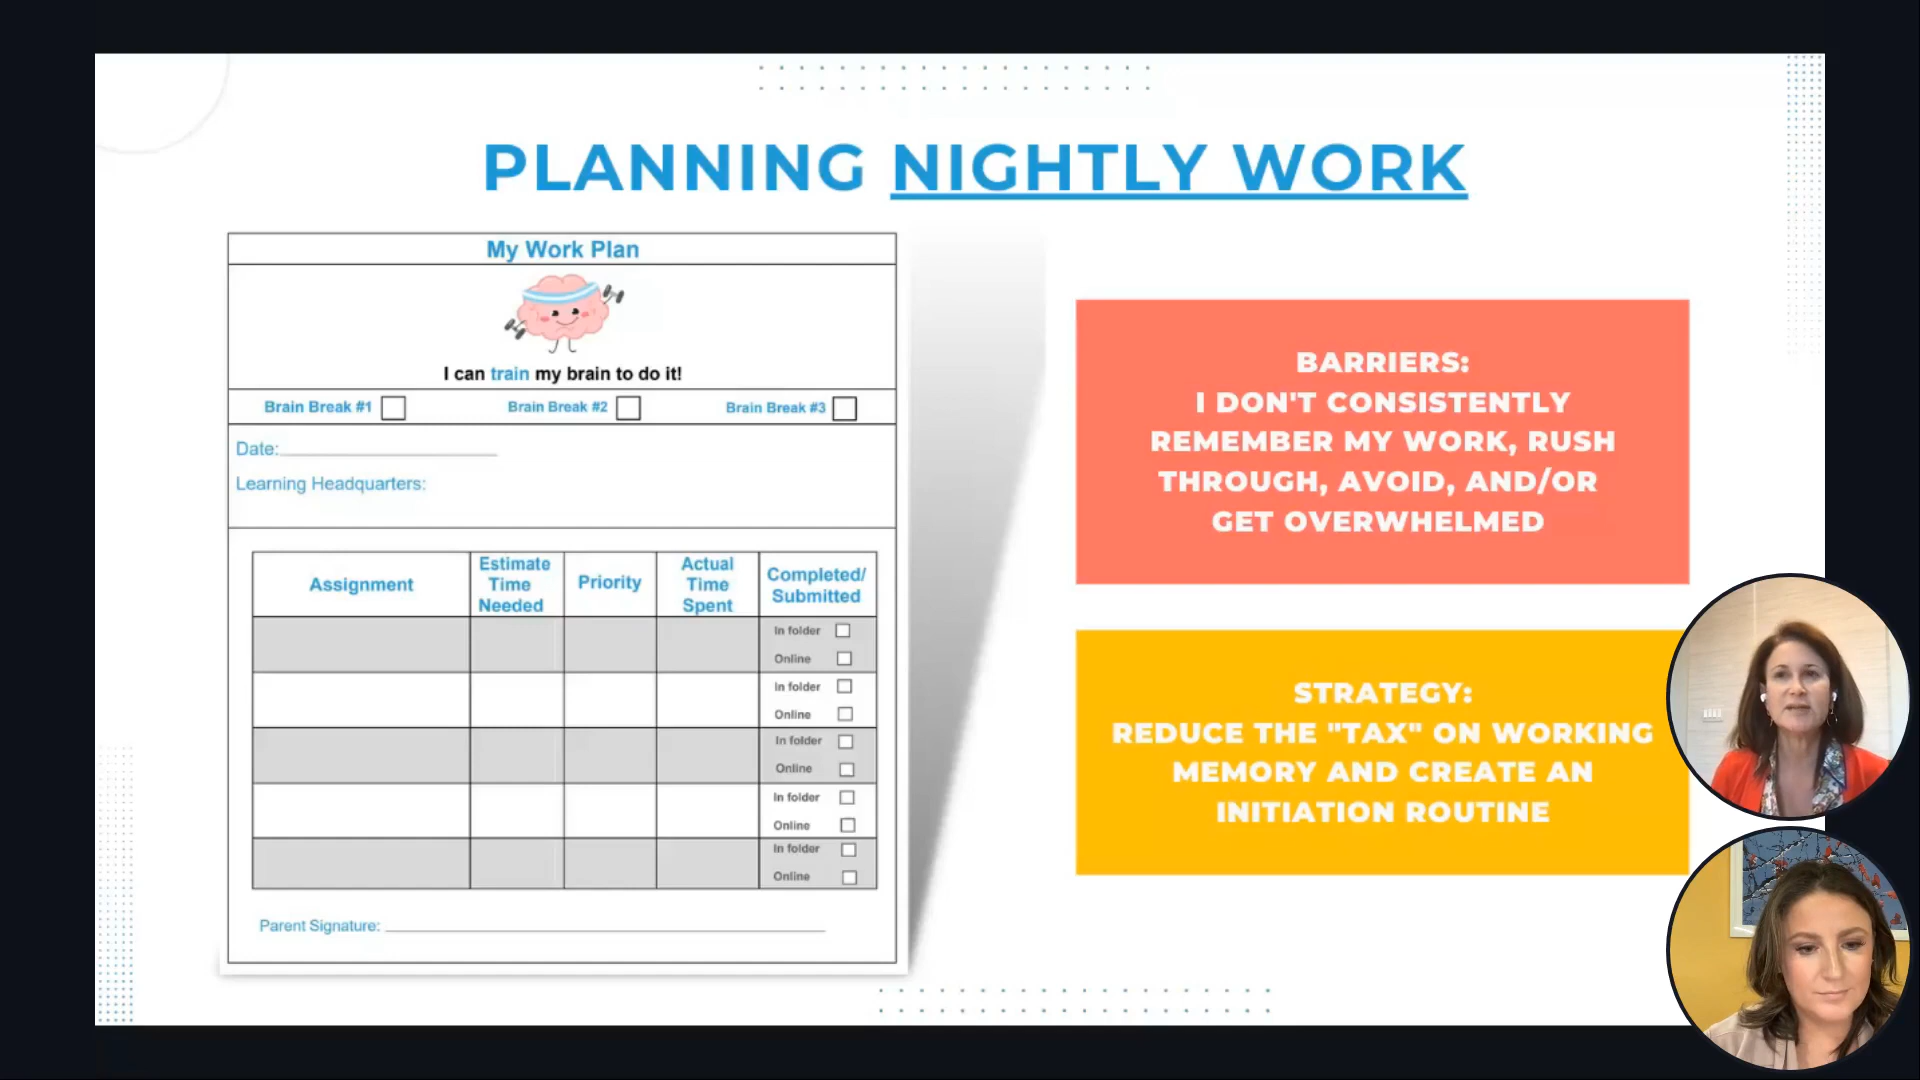 PLANNING NIGHTLY WORK
My Work Plan
I can train my brain to do it!
Brain Break #1
Brain Break #2
Brain Break #3
Date:
Learning Headquarters:
Assignment
Estimate
Time
Needed
Priority
Actual
Time
Spent
Completed/
Submitted
In folder
Online
In folder
Online
In folder
Online
In folder
Online
In folder
Online
Parent Signature:
BARRIERS:
I DON'T CONSISTENTLY
REMEMBER MY WORK, RUSH
THROUGH, AVOID, AND/OR
GET OVERWHELMED
STRATEGY:
REDUCE THE "TAX" ON WORKING
MEMORY AND CREATE AN
INITIATION ROUTINE